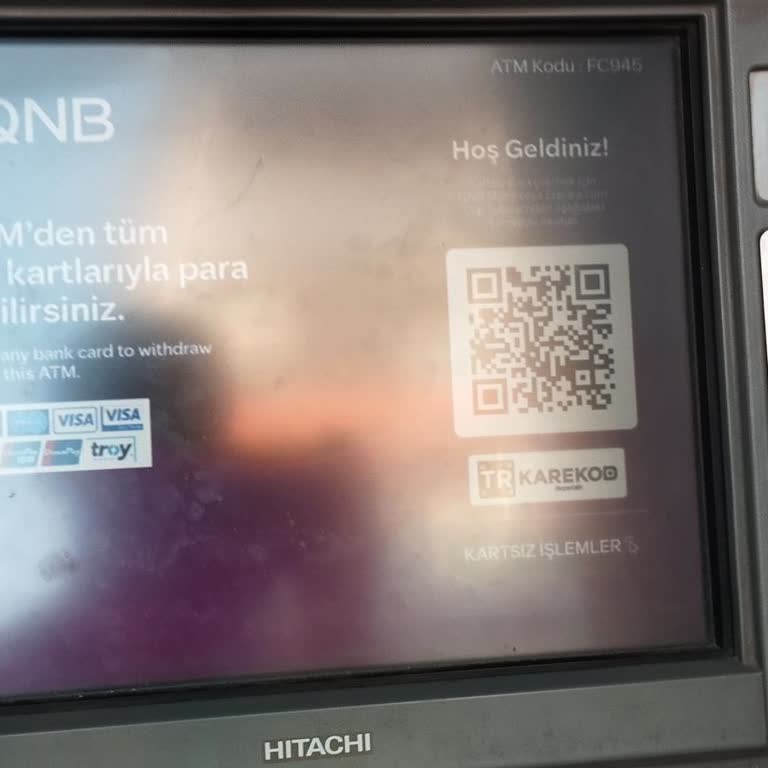 ATM Kodu : FC945
QNB
Hoş Geldiniz!
M'den tüm
kartlarıyla para
ilirsiniz.
any bank card to withdraw
this ATM.
VISA VISA
troy
TR KAREKOD
KARTSIZ İŞLEMLER
HITACHI